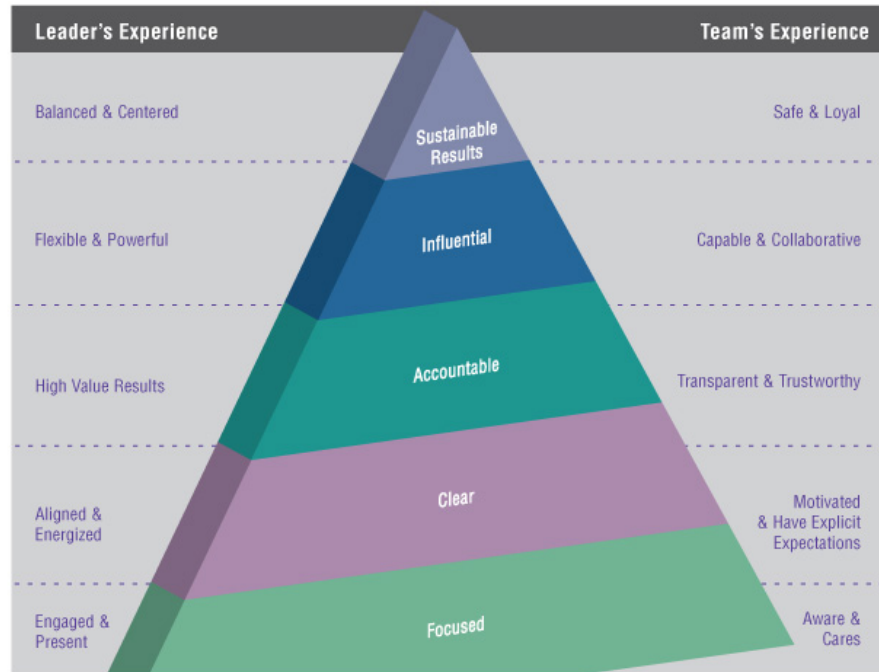 Leader's Experience
Team's Experience
Balanced & Centered
Sustainable
Results
Safe & Loyal
Flexible & Powerful
Influential
Capable & Collaborative
High Value Results
Accountable
Transparent & Trustworthy
Aligned &
Energized
Clear
Motivated
& Have Explicit
Expectations
Engaged &
Present
Focused
Aware &
Cares